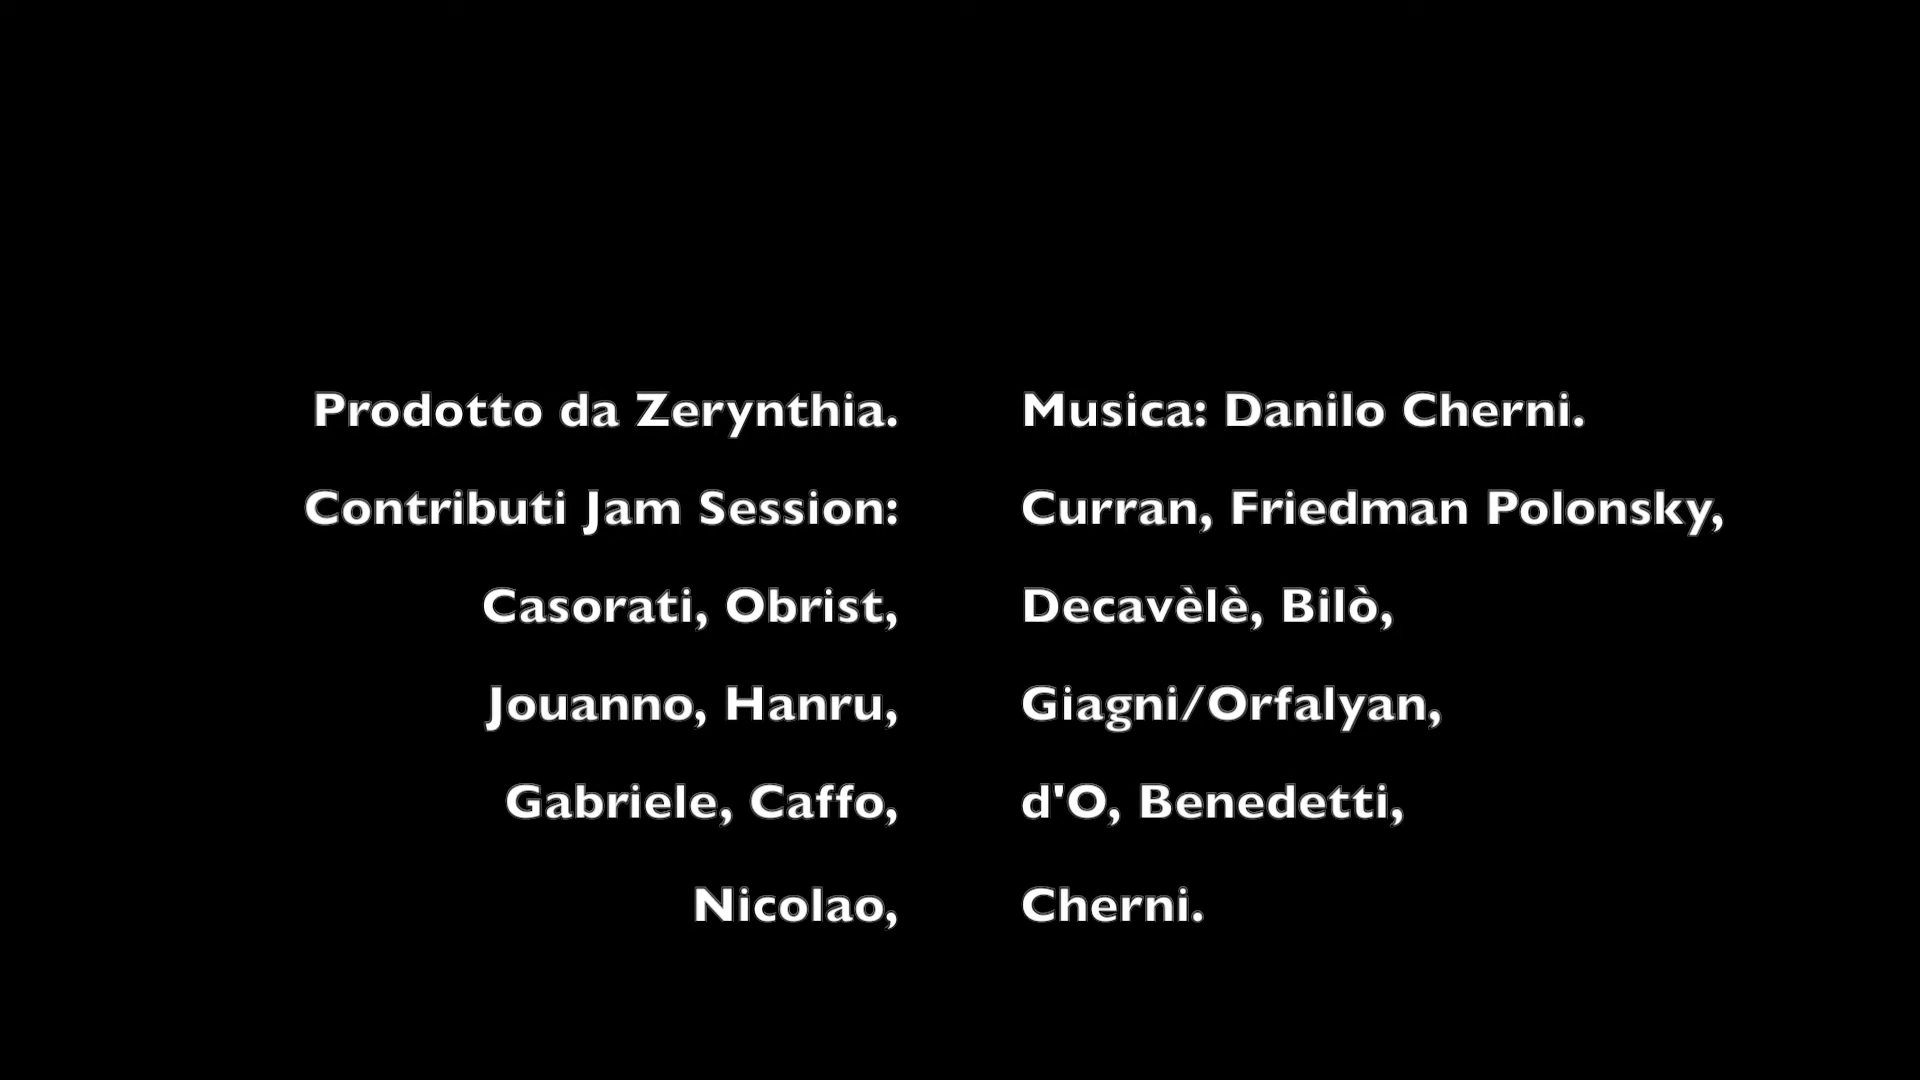 Prodotto da Zerynthia. Musica: Danilo Cherni.
Contributi Jam Session: Curran, Friedman Polonsky,
Casorati, Obrist, Decavèlè, Bilò,
Jouanno, Hanru, Giagni/Orfalyan,
Gabriele, Caffo, d'O, Benedetti,
Nicolao, Cherni.